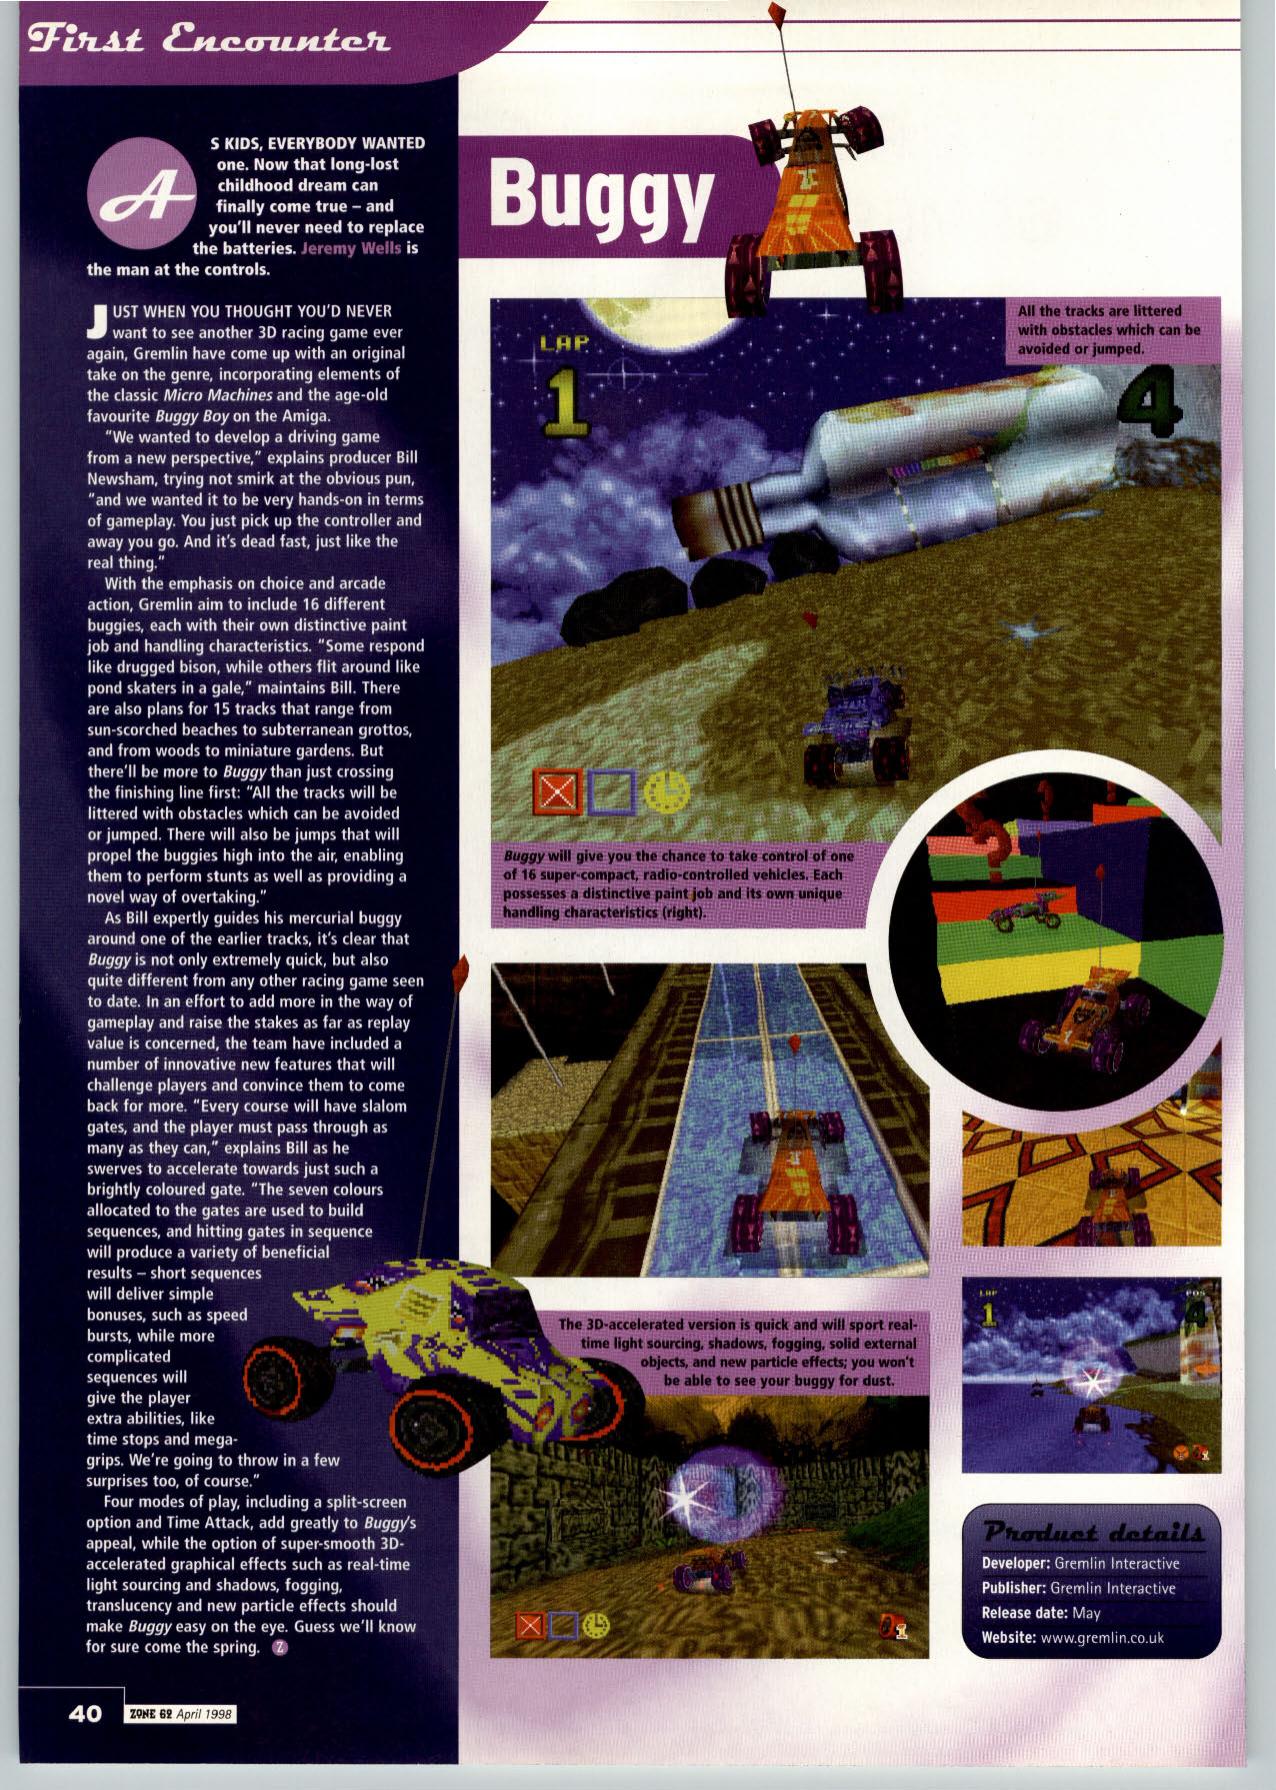 First Encounter
AS KIDS, EVERYBODY WANTED
one. Now that long-lost
childhood dream can
finally come true – and
you'll never need to replace
the batteries. Jeremy Wells is
the man at the controls.
JUST WHEN YOU THOUGHT YOU'D NEVER
want to see another 3D racing game ever
again, Gremlin have come up with an original
take on the genre, incorporating elements of
the classic Micro Machines and the age-old
favourite Buggy Boy on the Amiga.
"We wanted to develop a driving game
from a new perspective," explains producer Bill
Newsham, trying not smirk at the obvious pun,
"and we wanted it to be very hands-on in terms
of gameplay. You just pick up the controller and
away you go. And it's dead fast, just like the
real thing."
With the emphasis on choice and arcade
action, Gremlin aim to include 16 different
buggies, each with their own distinctive paint
job and handling characteristics. "Some respond
like drugged bison, while others flit around like
pond skaters in a gale," maintains Bill. There
are also plans for 15 tracks that range from
sun-scorched beaches to subterranean grottos,
and from woods to miniature gardens. But
there'll be more to Buggy than just crossing
the finishing line first: "All the tracks will be
littered with obstacles which can be avoided
or jumped. There will also be jumps that will
propel the buggies high into the air, enabling
them to perform stunts as well as providing a
novel way of overtaking."
As Bill expertly guides his mercurial buggy
around one of the earlier tracks, it's clear that
Buggy is not only extremely quick, but also
quite different from any other racing game seen
to date. In an effort to add more in the way of
gameplay and raise the stakes as far as replay
value is concerned, the team have included a
number of innovative new features that will
challenge players and convince them to come
back for more. "Every course will have slalom
gates, and the player must pass through as
many as they can," explains Bill as he
swerves to accelerate towards just such a
brightly coloured gate. "The seven colours
allocated to the gates are used to build
sequences, and hitting gates in sequence
will produce a variety of beneficial
results – short sequences
will deliver simple
bonuses, such as speed
bursts, while more
complicated
sequences will
give the player
extra abilities, like
time stops and mega-
grips. We're going to throw in a few
surprises too, of course."
Four modes of play, including a split-screen
option and Time Attack, add greatly to Buggy's
appeal, while the option of super-smooth 3D-
accelerated graphical effects such as real-time
light sourcing and shadows, fogging,
translucency and new particle effects should
make Buggy easy on the eye. Guess we'll know
for sure come the spring. Z
Buggy
All the tracks are littered
with obstacles which can be
avoided or jumped.
LAP
1
4
Buggy will give you the chance to take control of one
of 16 super-compact, radio-controlled vehicles. Each
possesses a distinctive paint job and its own unique
handling characteristics (right).
The 3D-accelerated version is quick and will sport real-
time light sourcing, shadows, fogging, solid external
objects, and new particle effects; you won't
be able to see your buggy for dust.
1
LAP
1
POS
4
1
Product details
Developer: Gremlin Interactive
Publisher: Gremlin Interactive
Release date: May
Website: www.gremlin.co.uk
40
ZONE 62 April 1998